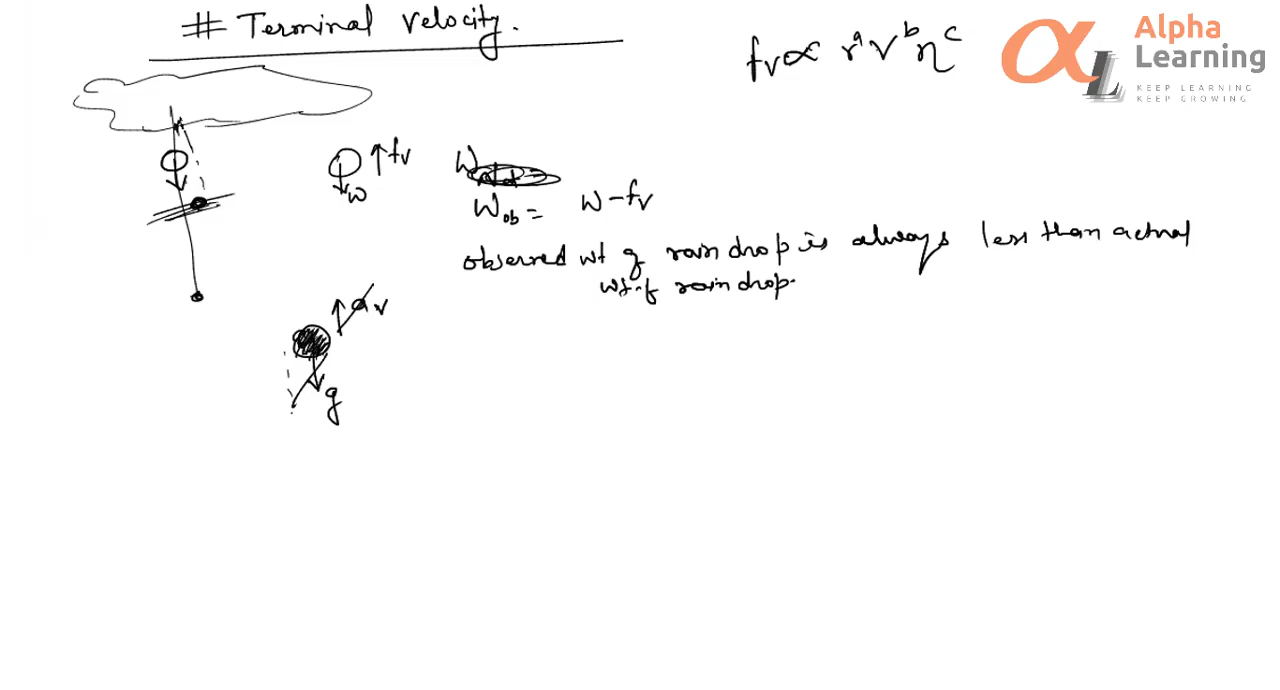 # Terminal Velocity.
fv ∝ r^a v^b η^c
Alpha
Learning
KEEP LEARNING
KEEP GROWING
fv
w
W
W_ob = W - fv
observed wt of rain drop is always less than actual
wt. of rain drop.
a v
g